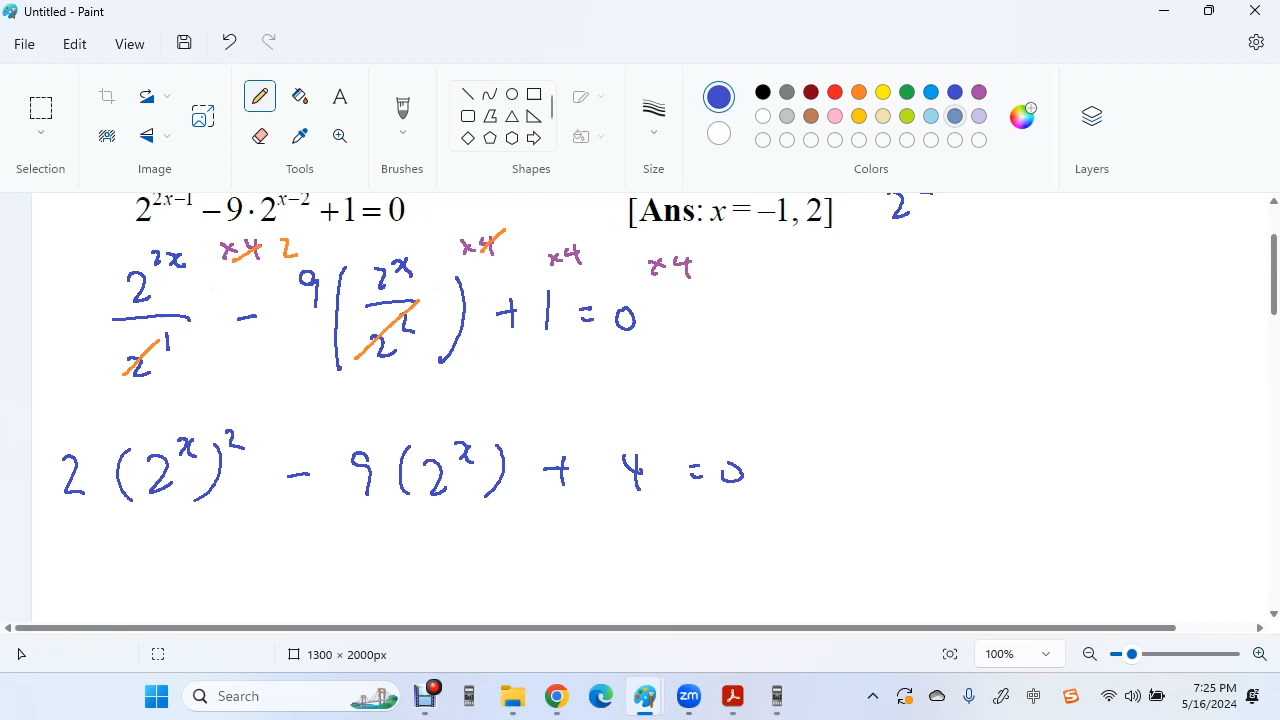 Untitled - Paint
File Edit View
Selection Image Tools Brushes Shapes Size Colors Layers
2^{2x-1} − 9 · 2^{x-2} + 1 = 0 [Ans: x = −1, 2] 2
×4 2 ×4 ×4 ×4
2^{2x}/2^1 − 9(2^x/2^2) + 1 = 0
2(2^x)^2 − 9(2^x) + 4 = 0
1300 × 2000px 100%
Search zm 7:25 PM
5/16/2024